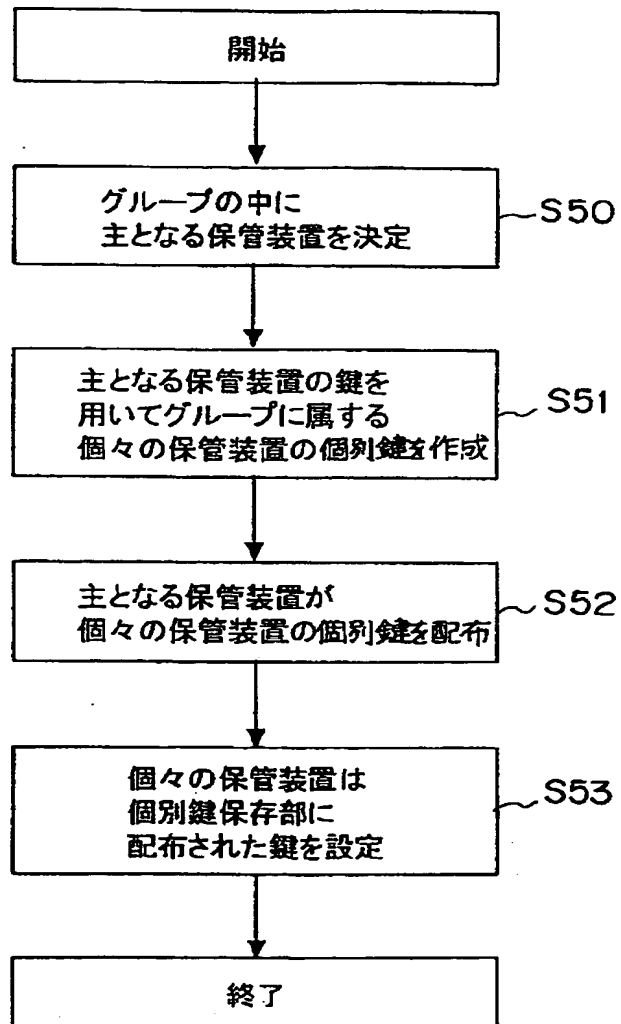 開始
グループの中に
主となる保管装置を決定
S50
主となる保管装置の鍵を
用いてグループに属する
個々の保管装置の個別鍵を作成
S51
主となる保管装置が
個々の保管装置の個別鍵を配布
S52
個々の保管装置は
個別鍵保存部に
配布された鍵を設定
S53
終了